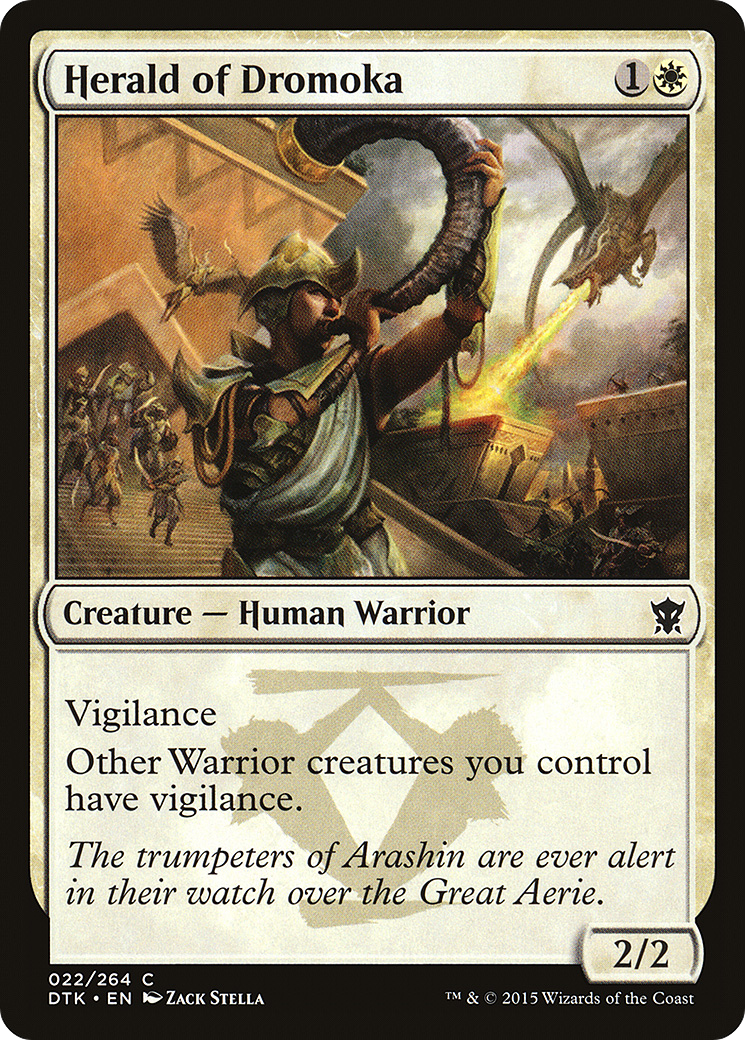 Herald of Dromoka 1
Creature — Human Warrior
Vigilance
Other Warrior creatures you control
have vigilance.
The trumpeters of Arashin are ever alert
in their watch over the Great Aerie.
2/2
022/264 C
DTK • EN Zack Stella
™ & © 2015 Wizards of the Coast